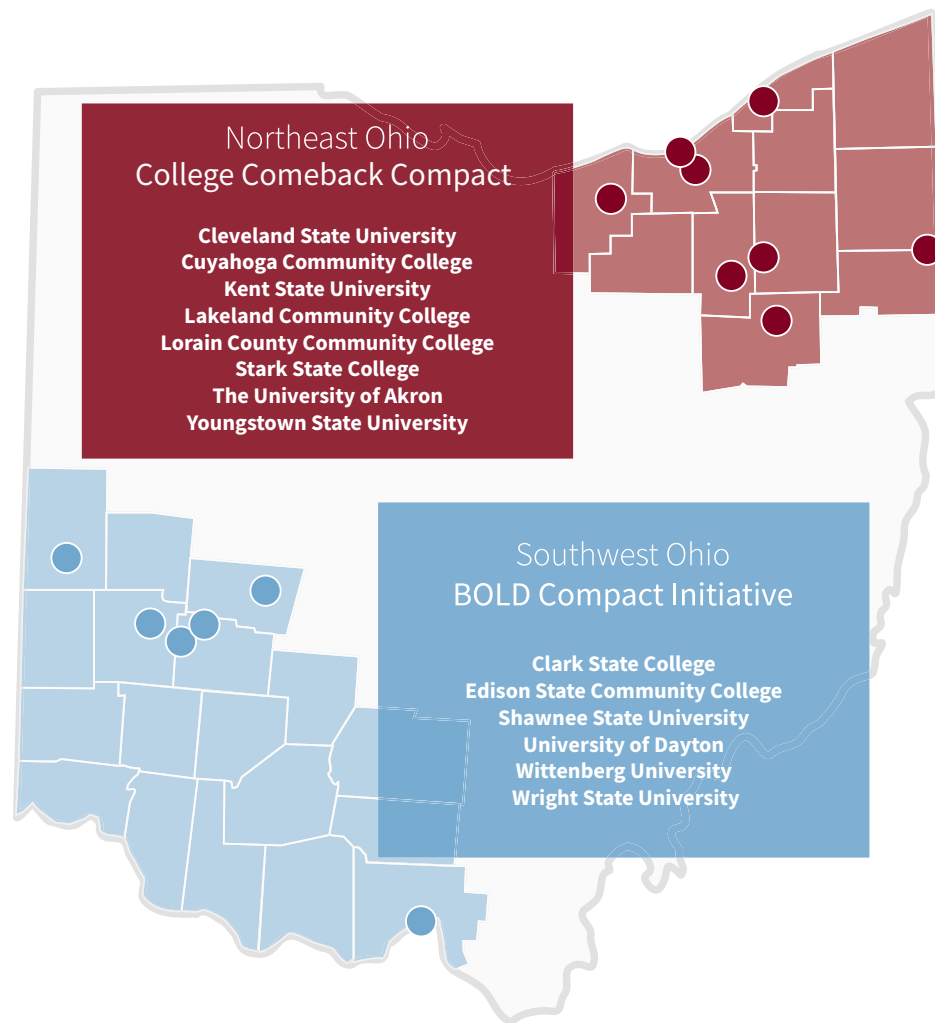 Northeast Ohio
College Comeback Compact
Cleveland State University
Cuyahoga Community College
Kent State University
Lakeland Community College
Lorain County Community College
Stark State College
The University of Akron
Youngstown State University
Southwest Ohio
BOLD Compact Initiative
Clark State College
Edison State Community College
Shawnee State University
University of Dayton
Wittenberg University
Wright State University